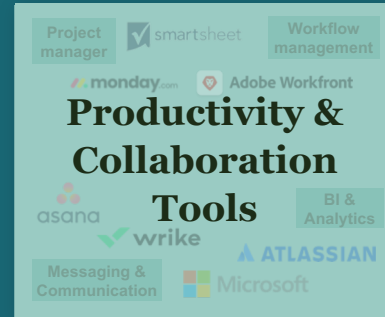 Project
manager
smartsheet
Workflow
management
monday.com
Adobe Workfront
Productivity &
Collaboration
Tools
asana
BI &
Analytics
wrike
ATLASSIAN
Messaging &
Communication
Microsoft